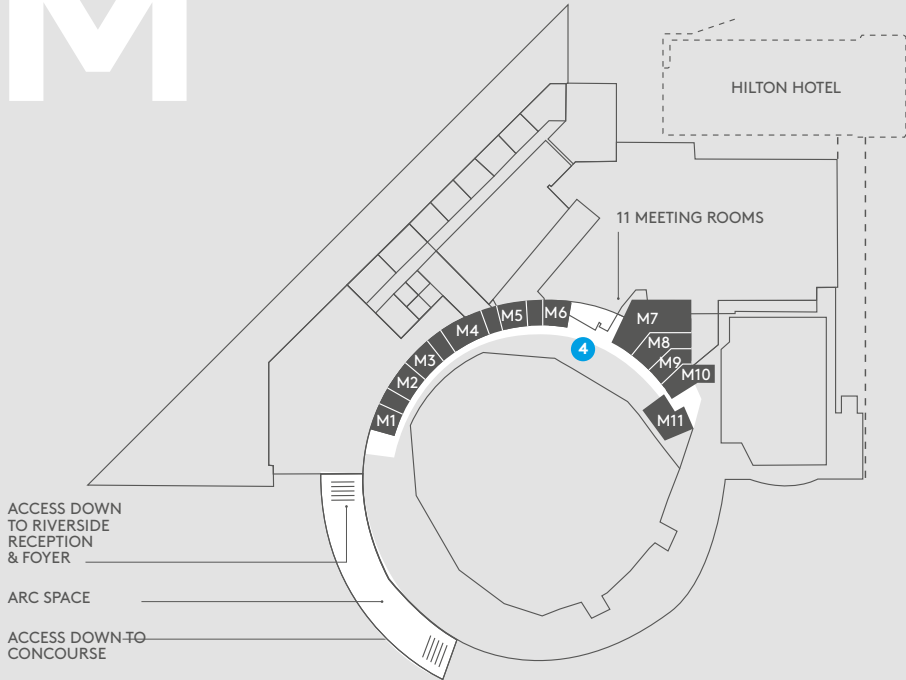 M
HILTON HOTEL
11 MEETING ROOMS
M1
M2
M3
M4
M5
M6
M7
M8
M9
M10
M11
4
ACCESS DOWN
TO RIVERSIDE
RECEPTION
& FOYER
ARC SPACE
ACCESS DOWN TO
CONCOURSE